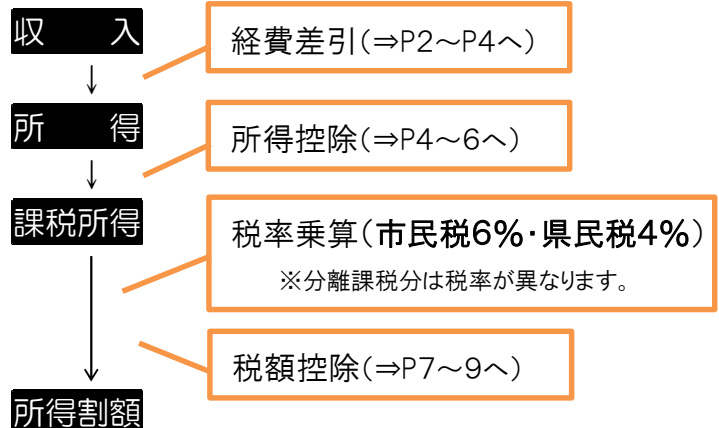 収　入
経費差引(⇒P2～P4へ)
↓
所　得
所得控除(⇒P4～6へ)
↓
課税所得
税率乗算(市民税6%・県民税4%)
※分離課税分は税率が異なります。
税額控除(⇒P7～9へ)
所得割額